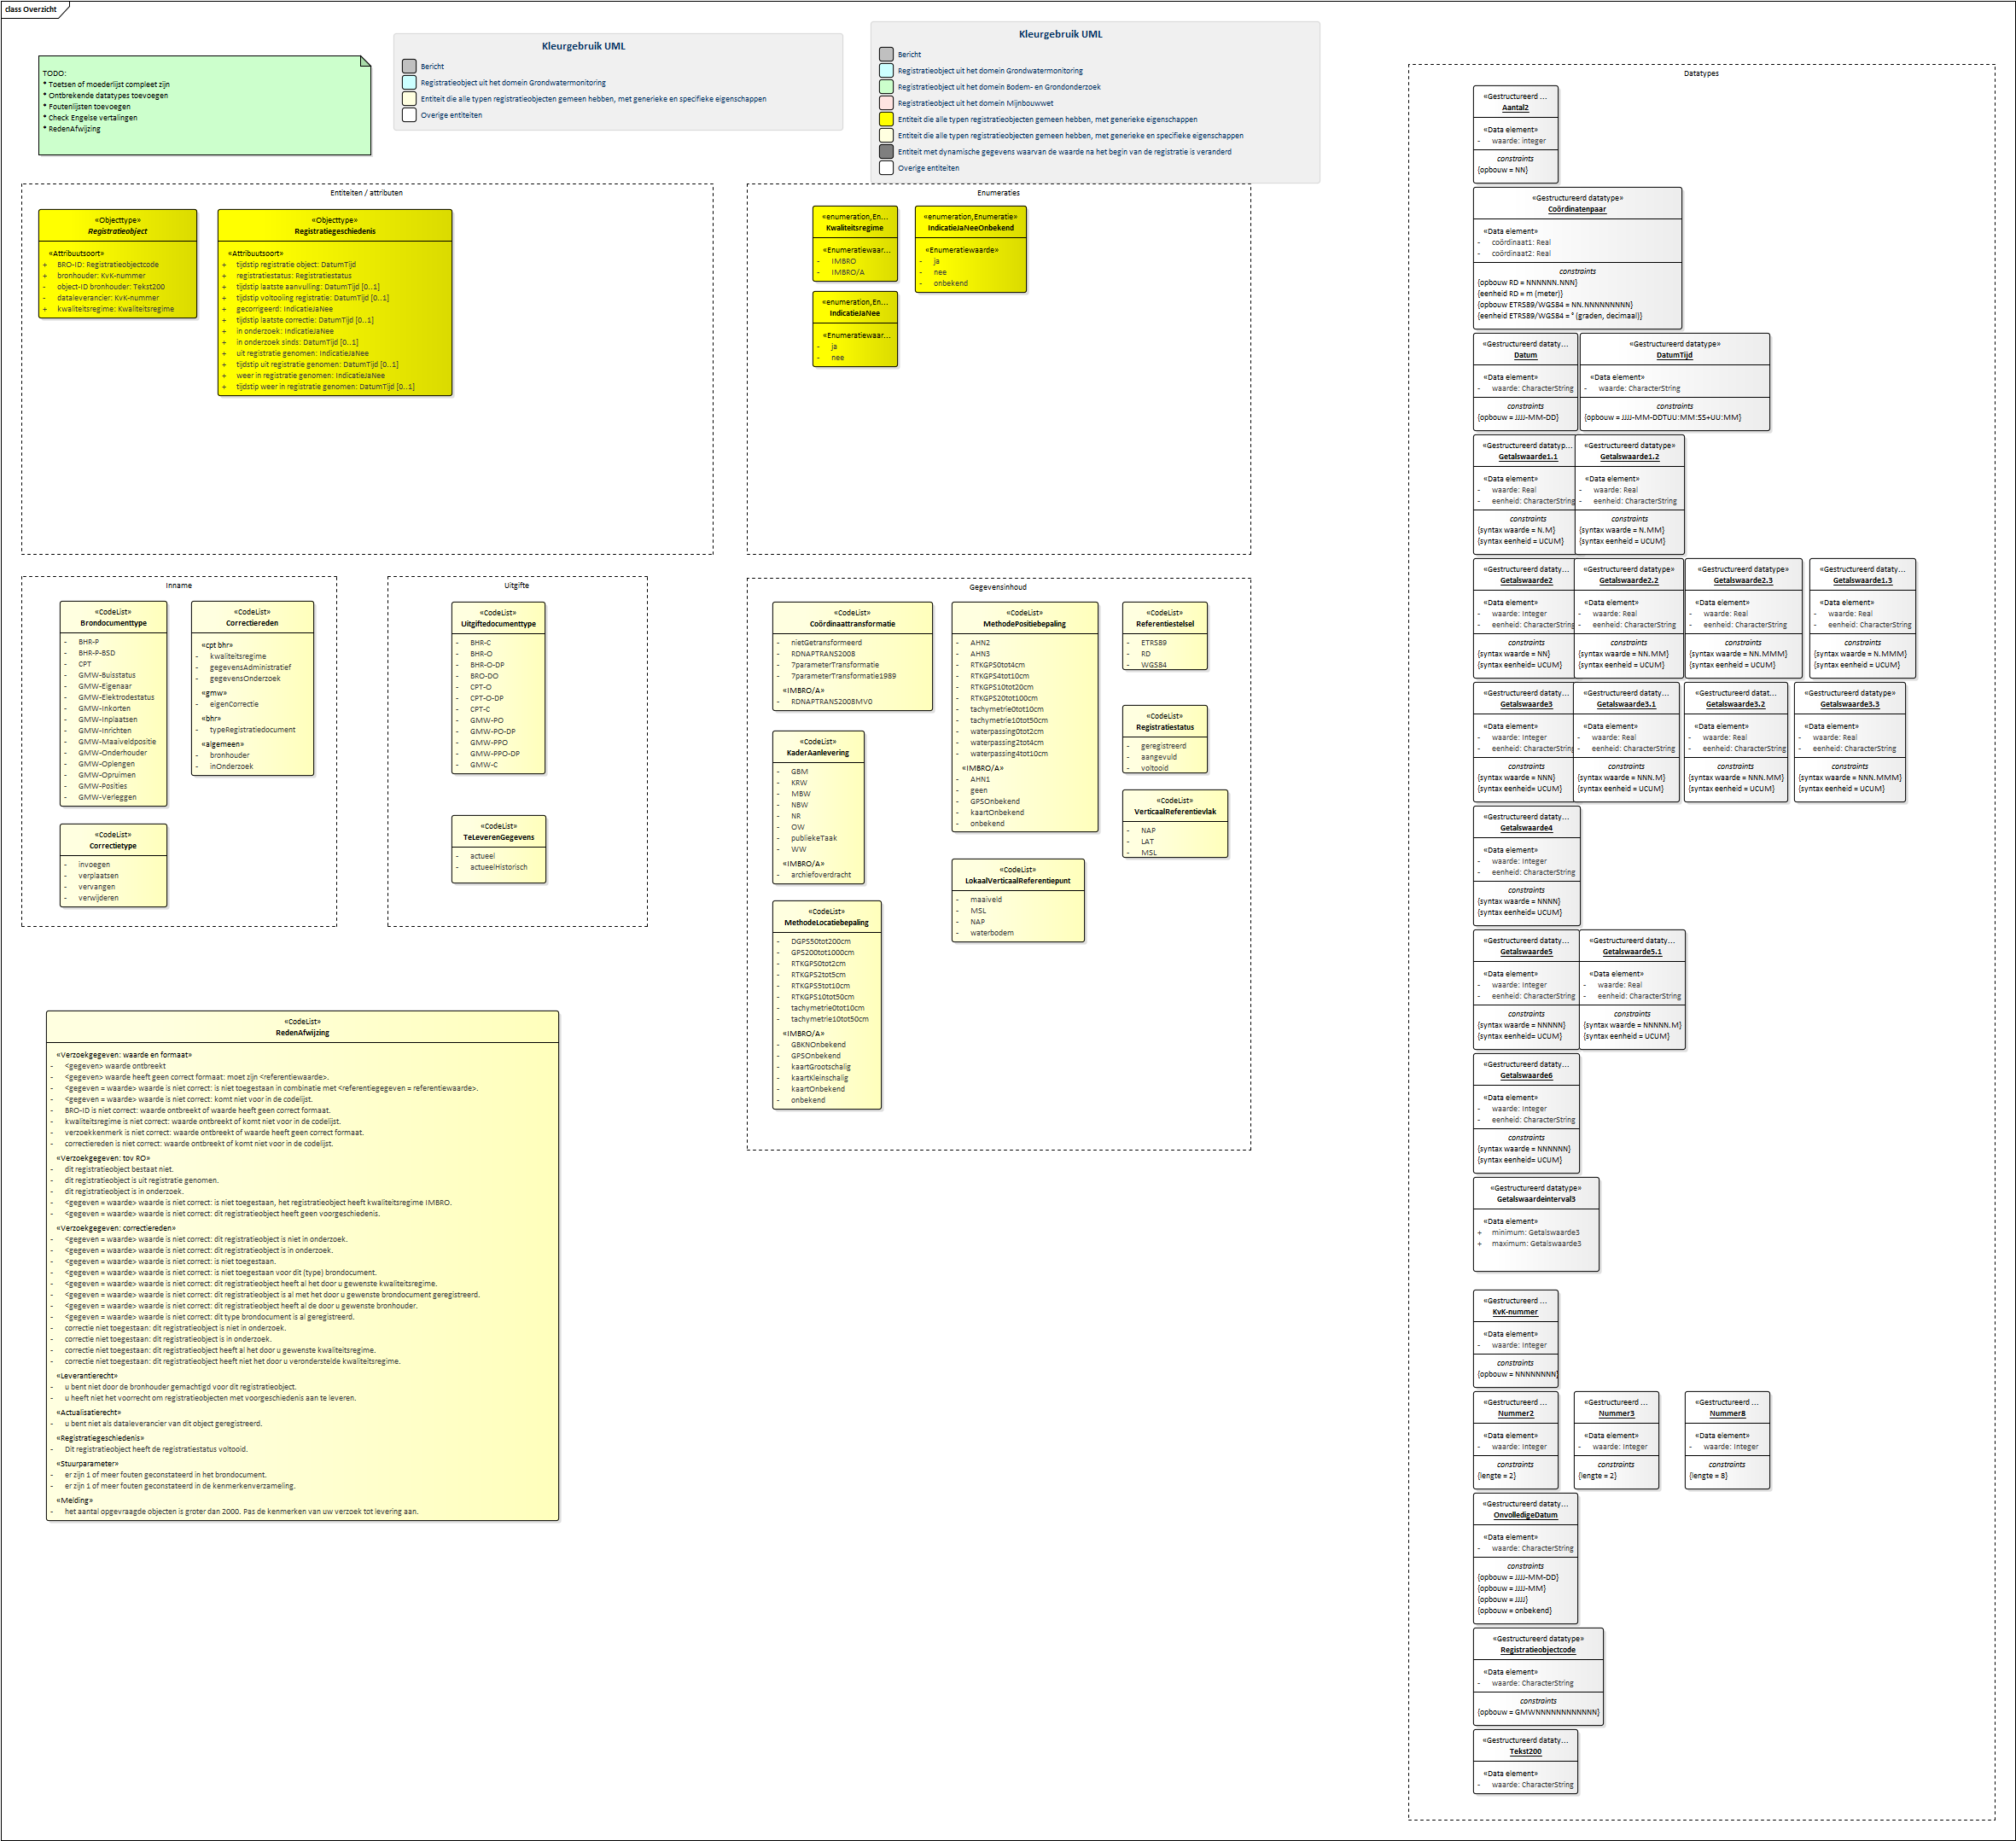 class Overzicht
TODO:
* Toetsen of moederlijst compleet zijn
* Ontbrekende datatypes toevoegen
* Foutenlijsten toevoegen
* Check Engelse vertalingen
* RedenAfwijzing
Kleurgebruik UML
Bericht
Registratieobject uit het domein Grondwatermonitoring
Entiteit die alle typen registratieobjecten gemeen hebben, met generieke en specifieke eigenschappen
Overige entiteiten
Kleurgebruik UML
Bericht
Registratieobject uit het domein Grondwatermonitoring
Registratieobject uit het domein Bodem- en Grondonderzoek
Registratieobject uit het domein Mijnbouwwet
Entiteit die alle typen registratieobjecten gemeen hebben, met generieke eigenschappen
Entiteit die alle typen registratieobjecten gemeen hebben, met generieke en specifieke eigenschappen
Entiteit met dynamische gegevens waarvan de waarde na het begin van de registratie is veranderd
Overige entiteiten
Entiteiten / attributen
«Objecttype»
Registratieobject
«Attribuutsoort»
+ BRO-ID: Registratieobjectcode
+ bronhouder: KvK-nummer
- object-ID bronhouder: Tekst200
- dataleverancier: KvK-nummer
+ kwaliteitsregime: Kwaliteitsregime
«Objecttype»
Registratiegeschiedenis
«Attribuutsoort»
+ tijdstip registratie object: DatumTijd
+ registratiestatus: Registratiestatus
+ tijdstip laatste aanvulling: DatumTijd [0..1]
+ tijdstip voltooiing registratie: DatumTijd [0..1]
+ gecorrigeerd: IndicatieJaNee
+ tijdstip laatste correctie: DatumTijd [0..1]
+ in onderzoek: IndicatieJaNee
+ in onderzoek sinds: DatumTijd [0..1]
+ uit registratie genomen: IndicatieJaNee
+ tijdstip uit registratie genomen: DatumTijd [0..1]
+ weer in registratie genomen: IndicatieJaNee
+ tijdstip weer in registratie genomen: DatumTijd [0..1]
Enumeraties
«enumeration,En...
Kwaliteitsregime
«Enumeratiewaar...
- IMBRO
- IMBRO/A
«enumeration,Enumeratie»
IndicatieJaNeeOnbekend
«Enumeratiewaarde»
- ja
- nee
- onbekend
«enumeration,En...
IndicatieJaNee
«Enumeratiewaar...
- ja
- nee
Inname
«CodeList»
Brondocumenttype
- BHR-P
- BHR-P-BSD
- CPT
- GMW-Buisstatus
- GMW-Eigenaar
- GMW-Elektrodestatus
- GMW-Inkorten
- GMW-Inplaatsen
- GMW-Inrichten
- GMW-Maaiveldpositie
- GMW-Onderhouder
- GMW-Oplengen
- GMW-Opruimen
- GMW-Posities
- GMW-Verleggen
«CodeList»
Correctiereden
«cpt bhr»
- kwaliteitsregime
- gegevensAdministratief
- gegevensOnderzoek
«gmw»
- eigenCorrectie
«bhr»
- typeRegistratiedocument
«algemeen»
- bronhouder
- inOnderzoek
«CodeList»
Correctietype
- invoegen
- verplaatsen
- vervangen
- verwijderen
Uitgifte
«CodeList»
Uitgiftedocumenttype
- BHR-C
- BHR-O
- BHR-O-DP
- BRO-DO
- CPT-O
- CPT-O-DP
- CPT-C
- GMW-PO
- GMW-PO-DP
- GMW-PPO
- GMW-PPO-DP
- GMW-C
«CodeList»
TeLeverenGegevens
- actueel
- actueelHistorisch
Gegevensinhoud
«CodeList»
Coördinaattransformatie
- nietGetransformeerd
- RDNAPTRANS2008
- 7parameterTransformatie
- 7parameterTransformatie1989
«IMBRO/A»
- RDNAPTRANS2008MV0
«CodeList»
KaderAanlevering
- GBM
- KRW
- MBW
- NBW
- NR
- OW
- publiekeTaak
- WW
«IMBRO/A»
- archiefoverdracht
«CodeList»
MethodeLocatiebepaling
- DGPS50tot200cm
- GPS200tot1000cm
- RTKGPS0tot2cm
- RTKGPS2tot5cm
- RTKGPS5tot10cm
- RTKGPS10tot50cm
- tachymetrie0tot10cm
- tachymetrie10tot50cm
«IMBRO/A»
- GBKNOnbekend
- GPSOnbekend
- kaartGrootschalig
- kaartKleinschalig
- kaartOnbekend
- onbekend
«CodeList»
MethodePositiebepaling
- AHN2
- AHN3
- RTKGPS0tot4cm
- RTKGPS4tot10cm
- RTKGPS10tot20cm
- RTKGPS20tot100cm
- tachymetrie0tot10cm
- tachymetrie10tot50cm
- waterpassing0tot2cm
- waterpassing2tot4cm
- waterpassing4tot10cm
«IMBRO/A»
- AHN1
- geen
- GPSOnbekend
- kaartOnbekend
- onbekend
«CodeList»
LokaalVerticaalReferentiepunt
- maaiveld
- MSL
- NAP
- waterbodem
«CodeList»
Referentiestelsel
- ETRS89
- RD
- WGS84
«CodeList»
Registratiestatus
- geregistreerd
- aangevuld
- voltooid
«CodeList»
VerticaalReferentievlak
- NAP
- LAT
- MSL
«CodeList»
RedenAfwijzing
«Verzoekgegeven: waarde en formaat»
- <gegeven> waarde ontbreekt
- <gegeven> waarde heeft geen correct formaat: moet zijn <referentiewaarde>.
- <gegeven = waarde> waarde is niet correct: is niet toegestaan in combinatie met <referentiegegeven = referentiewaarde>.
- <gegeven = waarde> waarde is niet correct: komt niet voor in de codelijst.
- BRO-ID is niet correct: waarde ontbreekt of waarde heeft geen correct formaat.
- kwaliteitsregime is niet correct: waarde ontbreekt of komt niet voor in de codelijst.
- verzoekkenmerk is niet correct: waarde ontbreekt of waarde heeft geen correct formaat.
- correctiereden is niet correct: waarde ontbreekt of komt niet voor in de codelijst.
«Verzoekgegeven: tov RO»
- dit registratieobject bestaat niet.
- dit registratieobject is uit registratie genomen.
- dit registratieobject is in onderzoek.
- <gegeven = waarde> waarde is niet correct: is niet toegestaan, het registratieobject heeft kwaliteitsregime IMBRO.
- <gegeven = waarde> waarde is niet correct: dit registratieobject heeft geen voorgeschiedenis.
«Verzoekgegeven: correctiereden»
- <gegeven = waarde> waarde is niet correct: dit registratieobject is niet in onderzoek.
- <gegeven = waarde> waarde is niet correct: dit registratieobject is in onderzoek.
- <gegeven = waarde> waarde is niet correct: is niet toegestaan.
- <gegeven = waarde> waarde is niet correct: is niet toegestaan voor dit (type) brondocument.
- <gegeven = waarde> waarde is niet correct: dit registratieobject heeft al het door u gewenste kwaliteitsregime.
- <gegeven = waarde> waarde is niet correct: dit registratieobject is al met het door u gewenste brondocument geregistreerd.
- <gegeven = waarde> waarde is niet correct: dit registratieobject heeft al de door u gewenste bronhouder.
- <gegeven = waarde> waarde is niet correct: dit type brondocument is al geregistreerd.
- correctie niet toegestaan: dit registratieobject is niet in onderzoek.
- correctie niet toegestaan: dit registratieobject is in onderzoek.
- correctie niet toegestaan: dit registratieobject heeft al het door u gewenste kwaliteitsregime.
- correctie niet toegestaan: dit registratieobject heeft niet het door u veronderstelde kwaliteitsregime.
«Leverantierecht»
- u bent niet door de bronhouder gemachtigd voor dit registratieobject.
- u heeft niet het voorrecht om registratieobjecten met voorgeschiedenis aan te leveren.
«Actualisatierecht»
- u bent niet als dataleverancier van dit object geregistreerd.
«Registratiegeschiedenis»
- Dit registratieobject heeft de registratiestatus voltooid.
«Stuurparameter»
- er zijn 1 of meer fouten geconstateerd in het brondocument.
- er zijn 1 of meer fouten geconstateerd in de kenmerkenverzameling.
«Melding»
- het aantal opgevraagde objecten is groter dan 2000. Pas de kenmerken van uw verzoek tot levering aan.
Datatypes
«Gestructureerd ...
Aantal2
«Data element»
- waarde: integer
constraints
{opbouw = NN}
«Gestructureerd datatype»
Coördinatenpaar
«Data element»
- coördinaat1: Real
- coördinaat2: Real
constraints
{opbouw RD = NNNNNN.NNN}
{eenheid RD = m (meter)}
{opbouw ETRS89/WGS84 = NN.NNNNNNNNN}
{eenheid ETRS89/WGS84 = ° (graden, decimaal)}
«Gestructureerd dataty...
Datum
«Data element»
- waarde: CharacterString
constraints
{opbouw = JJJJ-MM-DD}
«Gestructureerd datatype»
DatumTijd
«Data element»
- waarde: CharacterString
constraints
{opbouw = JJJJ-MM-DDTUU:MM:SS+UU:MM}
«Gestructureerd datatyp...
Getalswaarde1.1
«Data element»
- waarde: Real
- eenheid: CharacterString
constraints
{syntax waarde = N.M}
{syntax eenheid = UCUM}
«Gestructureerd datatype»
Getalswaarde1.2
«Data element»
- waarde: Real
- eenheid: CharacterString
constraints
{syntax waarde = N.MM}
{syntax eenheid = UCUM}
«Gestructureerd dataty...
Getalswaarde2
«Data element»
- waarde: Integer
- eenheid: CharacterString
constraints
{syntax waarde = NN}
{syntax eenheid= UCUM}
«Gestructureerd datatype»
Getalswaarde2.2
«Data element»
- waarde: Real
- eenheid: CharacterString
constraints
{syntax waarde = NN.MM}
{syntax eenheid = UCUM}
«Gestructureerd datatype»
Getalswaarde2.3
«Data element»
- waarde: Real
- eenheid: CharacterString
constraints
{syntax waarde = NN.MMM}
{syntax eenheid = UCUM}
«Gestructureerd dataty...
Getalswaarde1.3
«Data element»
- waarde: Real
- eenheid: CharacterString
constraints
{syntax waarde = N.MMM}
{syntax eenheid = UCUM}
«Gestructureerd dataty...
Getalswaarde3
«Data element»
- waarde: Integer
- eenheid: CharacterString
constraints
{syntax waarde = NNN}
{syntax eenheid= UCUM}
«Gestructureerd dataty...
Getalswaarde3.1
«Data element»
- waarde: Real
- eenheid: CharacterString
constraints
{syntax waarde = NNN.M}
{syntax eenheid = UCUM}
«Gestructureerd datat...
Getalswaarde3.2
«Data element»
- waarde: Real
- eenheid: CharacterString
constraints
{syntax waarde = NNN.MM}
{syntax eenheid = UCUM}
«Gestructureerd datatype»
Getalswaarde3.3
«Data element»
- waarde: Real
- eenheid: CharacterString
constraints
{syntax waarde = NNN.MMM}
{syntax eenheid = UCUM}
«Gestructureerd dataty...
Getalswaarde4
«Data element»
- waarde: Integer
- eenheid: CharacterString
constraints
{syntax waarde = NNNN}
{syntax eenheid= UCUM}
«Gestructureerd dataty...
Getalswaarde5
«Data element»
- waarde: Integer
- eenheid: CharacterString
constraints
{syntax waarde = NNNNN}
{syntax eenheid= UCUM}
«Gestructureerd dataty...
Getalswaarde5.1
«Data element»
- waarde: Real
- eenheid: CharacterString
constraints
{syntax waarde = NNNNN.M}
{syntax eenheid = UCUM}
«Gestructureerd dataty...
Getalswaarde6
«Data element»
- waarde: Integer
- eenheid: CharacterString
constraints
{syntax waarde = NNNNNN}
{syntax eenheid= UCUM}
«Gestructureerd datatype»
Getalswaardeinterval3
«Data element»
+ minimum: Getalswaarde3
+ maximum: Getalswaarde3
«Gestructureerd ...
KvK-nummer
«Data element»
- waarde: Integer
constraints
{opbouw = NNNNNNNN}
«Gestructureerd ...
Nummer2
«Data element»
- waarde: Integer
constraints
{lengte = 2}
«Gestructureerd ...
Nummer3
«Data element»
- waarde: Integer
constraints
{lengte = 2}
«Gestructureerd ...
Nummer8
«Data element»
- waarde: Integer
constraints
{lengte = 8}
«Gestructureerd dataty...
OnvolledigeDatum
«Data element»
- waarde: CharacterString
constraints
{opbouw = JJJJ-MM-DD}
{opbouw = JJJJ-MM}
{opbouw = JJJJ}
{opbouw = onbekend}
«Gestructureerd datatype»
Registratieobjectcode
«Data element»
- waarde: CharacterString
constraints
{opbouw = GMWNNNNNNNNNNNN}
«Gestructureerd dataty...
Tekst200
«Data element»
- waarde: CharacterString